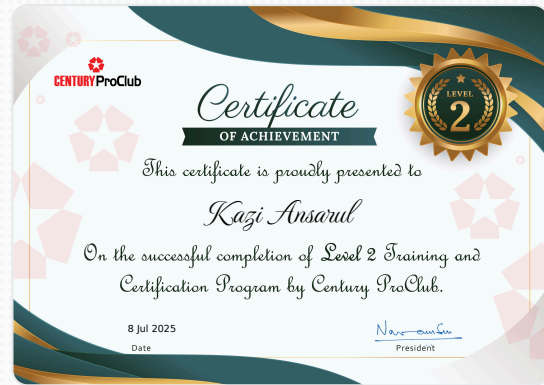 CENTURY ProClub
LEVEL
2
Certificate
OF ACHIEVEMENT
This certificate is proudly presented to
Kazi Ansarul
On the successful completion of Level 2 Training and
Certification Program by Century ProClub.
8 Jul 2025
Date
President